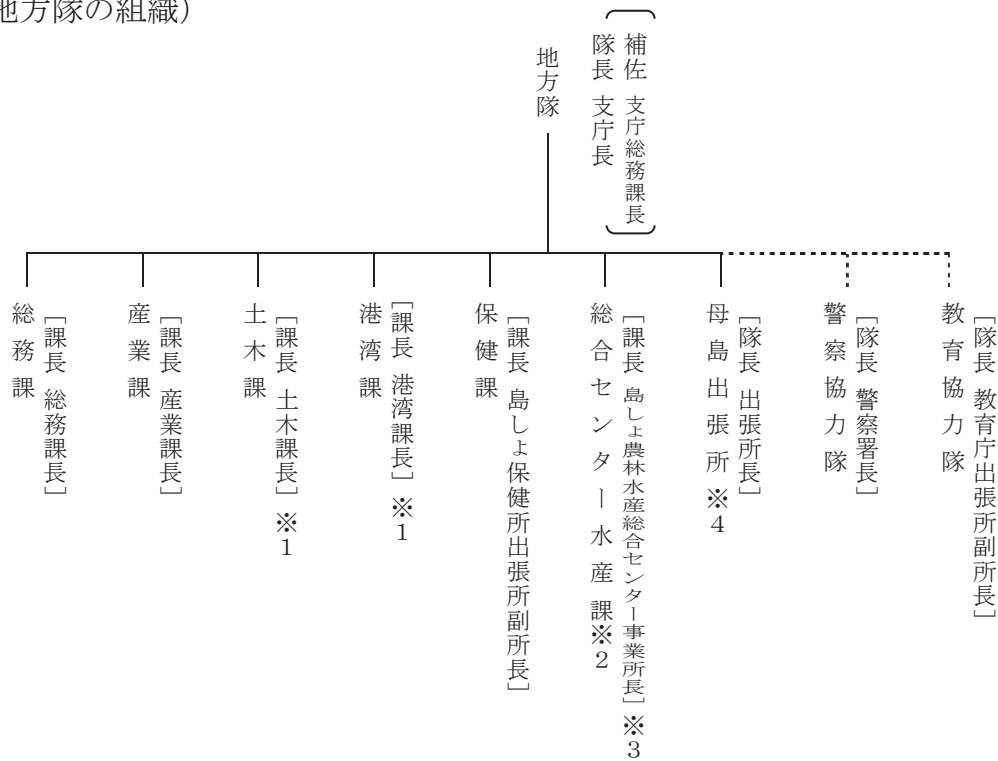 地方隊の組織)
地方隊
隊長 支庁長
補佐 支庁総務課長
総務課
[課長 総務課長]
産業課
[課長 産業課長]
土木課
[課長 土木課長]※1
港湾課
[課長 港湾課長]※1
保健課
[課長 島しょ保健所出張所副所長]
総合センター水産課※2
[課長 島しょ農林水産総合センター事業所長]※3
母島出張所※4
[隊長 出張所長]
警察協力隊
[隊長 警察署長]
教育協力隊
[隊長 教育庁出張所副所長]